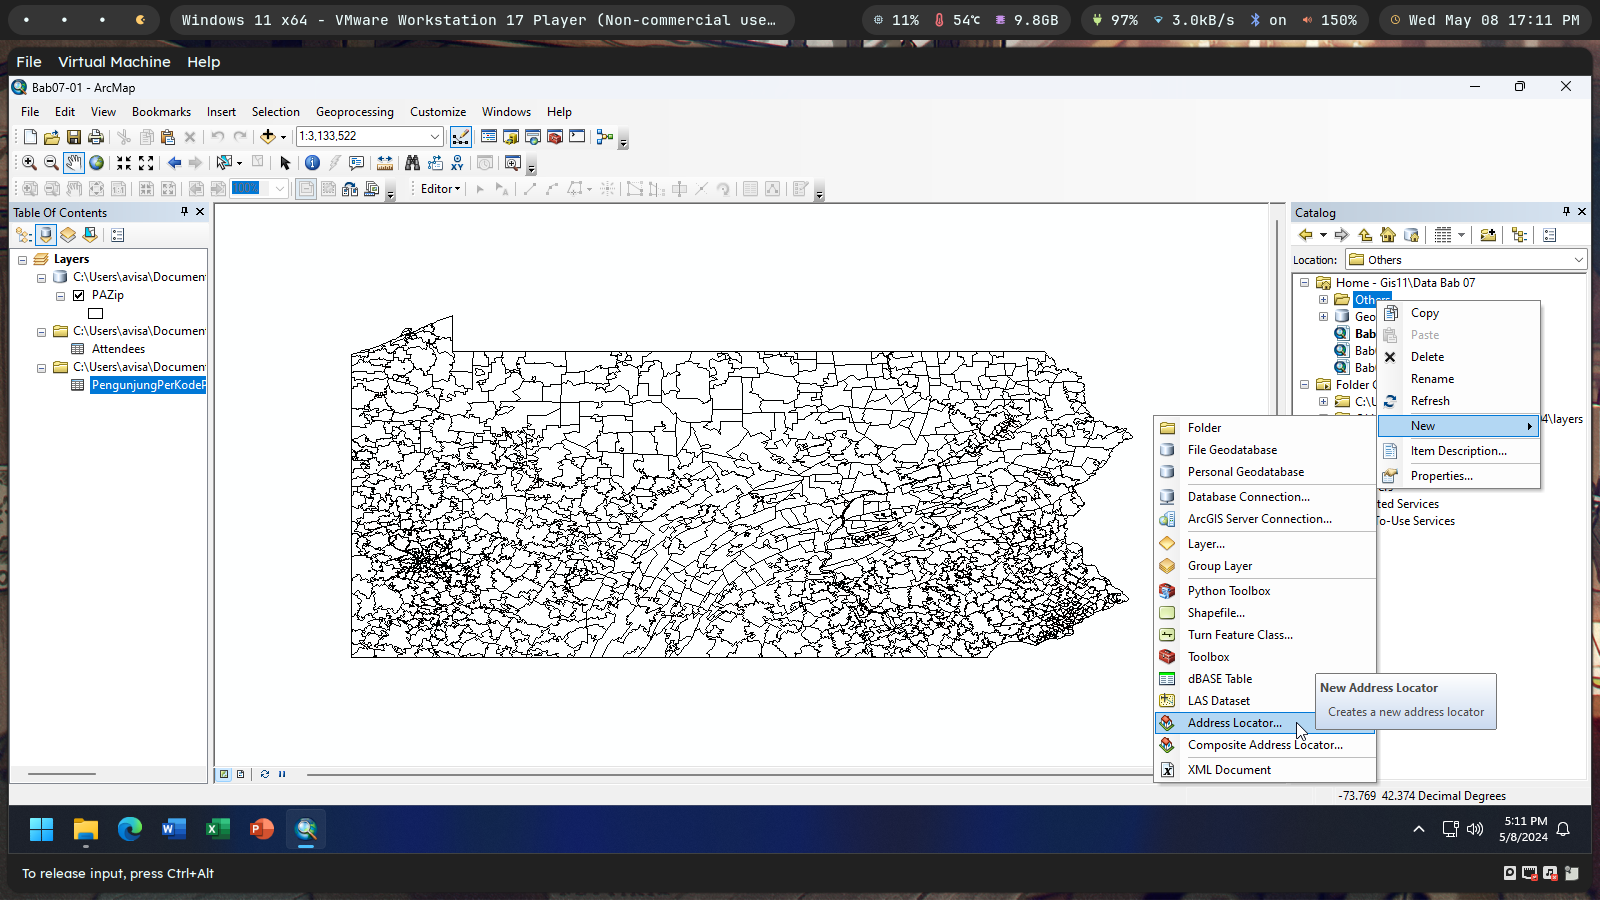 Windows 11 x64 - VMware Workstation 17 Player (Non-commercial use…
11%
54℃
9.8GB
97%
3.0kB/s
on
150%
Wed May 08 17:11 PM
File Virtual Machine Help
Bab07-01 - ArcMap
File Edit View Bookmarks Insert Selection Geoprocessing Customize Windows Help
1:3,133,522
100%
Editor
Table Of Contents
Layers
C:\Users\avisa\Document
PAZip
C:\Users\avisa\Document
Attendees
C:\Users\avisa\Document
PengunjungPerKodeP
Catalog
Location: Others
Home - Gis11\Data Bab 07
Othe
Geo
Bab
Bab
Bab
Folder C
C:\U
4\layers
ted Services
To-Use Services
Copy
Paste
Delete
Rename
Refresh
New
Item Description...
Properties...
Folder
File Geodatabase
Personal Geodatabase
Database Connection...
ArcGIS Server Connection...
Layer...
Group Layer
Python Toolbox
Shapefile...
Turn Feature Class...
Toolbox
dBASE Table
LAS Dataset
Address Locator...
Composite Address Locator...
XML Document
New Address Locator
Creates a new address locator
-73.769 42.374 Decimal Degrees
5:11 PM
5/8/2024
To release input, press Ctrl+Alt